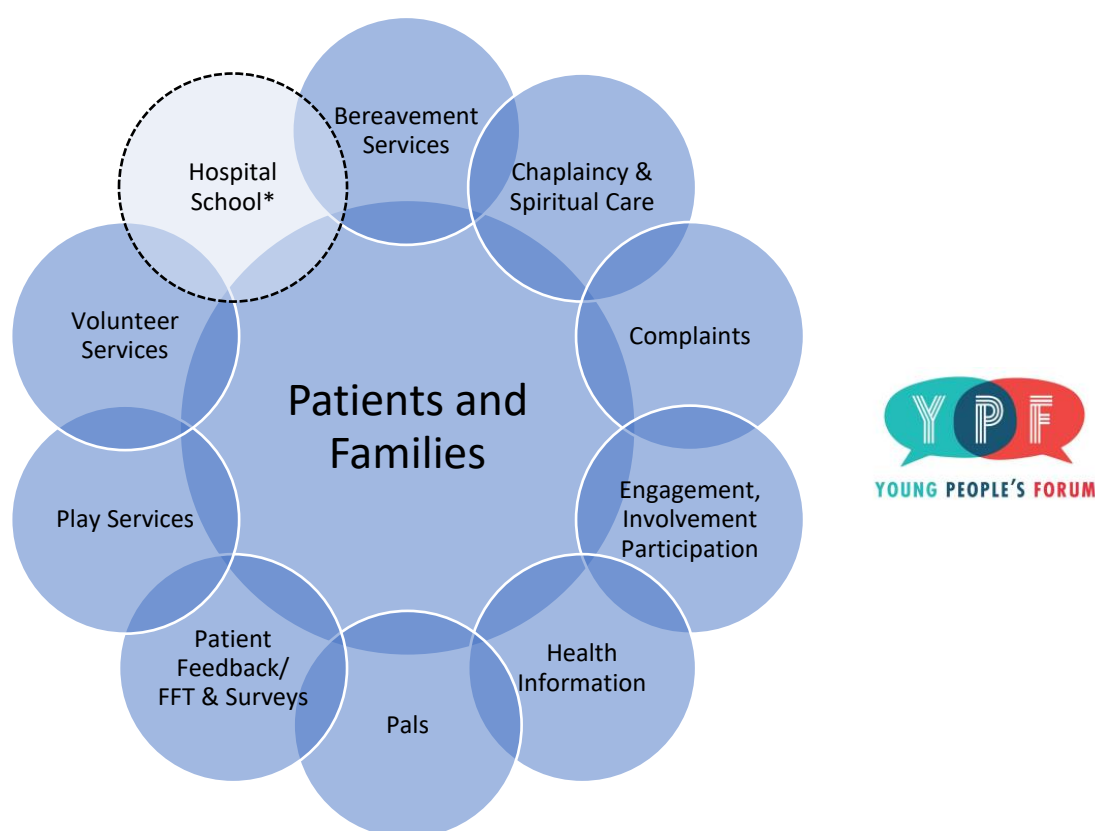 Bereavement
Services
Chaplaincy &
Spiritual Care
Complaints
Engagement,
Involvement
Participation
Health
Information
Pals
Patient
Feedback/
FFT & Surveys
Play Services
Volunteer
Services
Hospital
School*
Patients and
Families
YPF
YOUNG PEOPLE'S FORUM